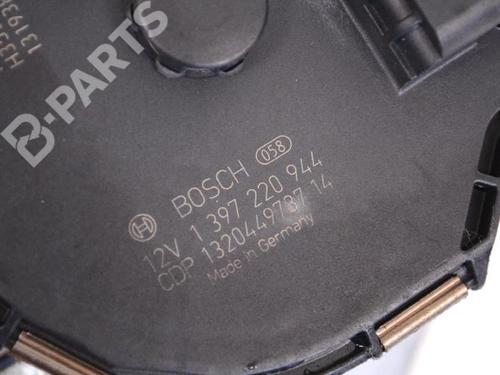 B-PARTS
BOSCH 058
12V 1 397 220 944
CDP 1320449787 14
Made in Germany